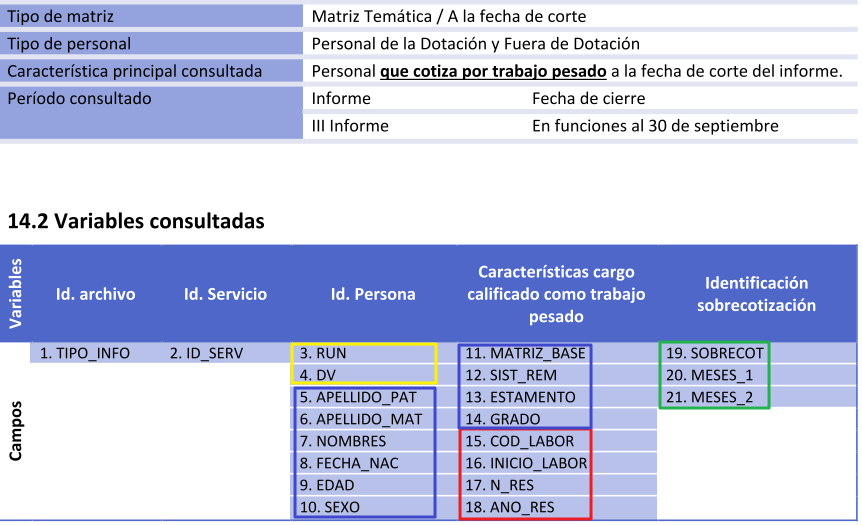 Tipo de matriz Matriz Temática / A la fecha de corte
Tipo de personal Personal de la Dotación y Fuera de Dotación
Característica principal consultada Personal que cotiza por trabajo pesado a la fecha de corte del informe.
Período consultado Informe Fecha de cierre
III Informe En funciones al 30 de septiembre
14.2 Variables consultadas
Variables
Id. archivo
Id. Servicio
Id. Persona
Características cargo
calificado como trabajo
pesado
Identificación
sobrecotización
Campos
1. TIPO_INFO 2. ID_SERV 3. RUN 11. MATRIZ_BASE 19. SOBRECOT
4. DV 12. SIST_REM 20. MESES_1
5. APELLIDO_PAT 13. ESTAMENTO 21. MESES_2
6. APELLIDO_MAT 14. GRADO
7. NOMBRES 15. COD_LABOR
8. FECHA_NAC 16. INICIO_LABOR
9. EDAD 17. N_RES
10. SEXO 18. ANO_RES